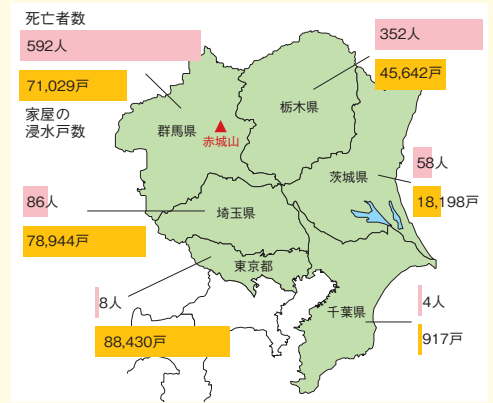 死亡者数
592人
71,029戸
家屋の
浸水戸数
352人
45,642戸
栃木県
群馬県
赤城山
茨城県
58人
18,198戸
86人
78,944戸
埼玉県
東京都
8人
88,430戸
千葉県
4人
917戸